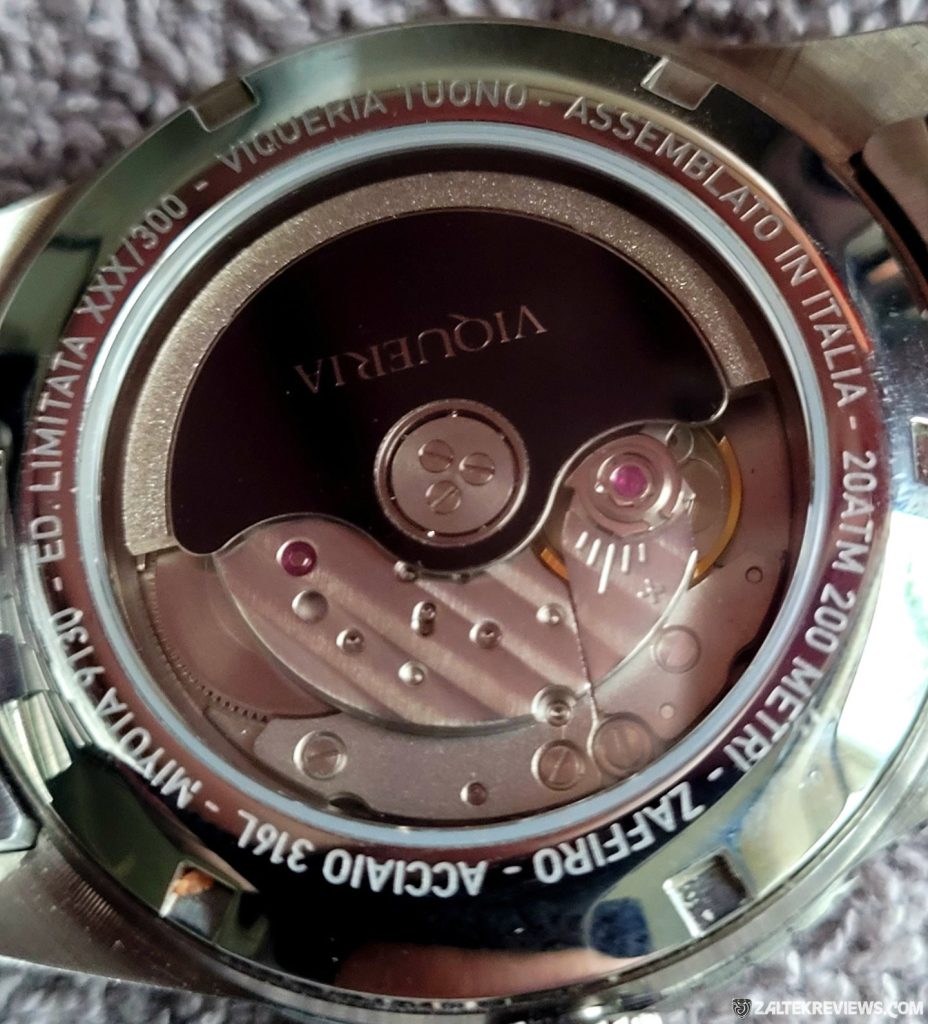 VIQUERIA TUONO - ASSEMBLATO IN ITALIA - 20ATM 200 METRI - ZAFFIRO - ACCIAIO 316L - MIYOTA 9130 - ED. LIMITATA XXX/300 -
VIQUERIA
ZALTEKREVIEWS.COM